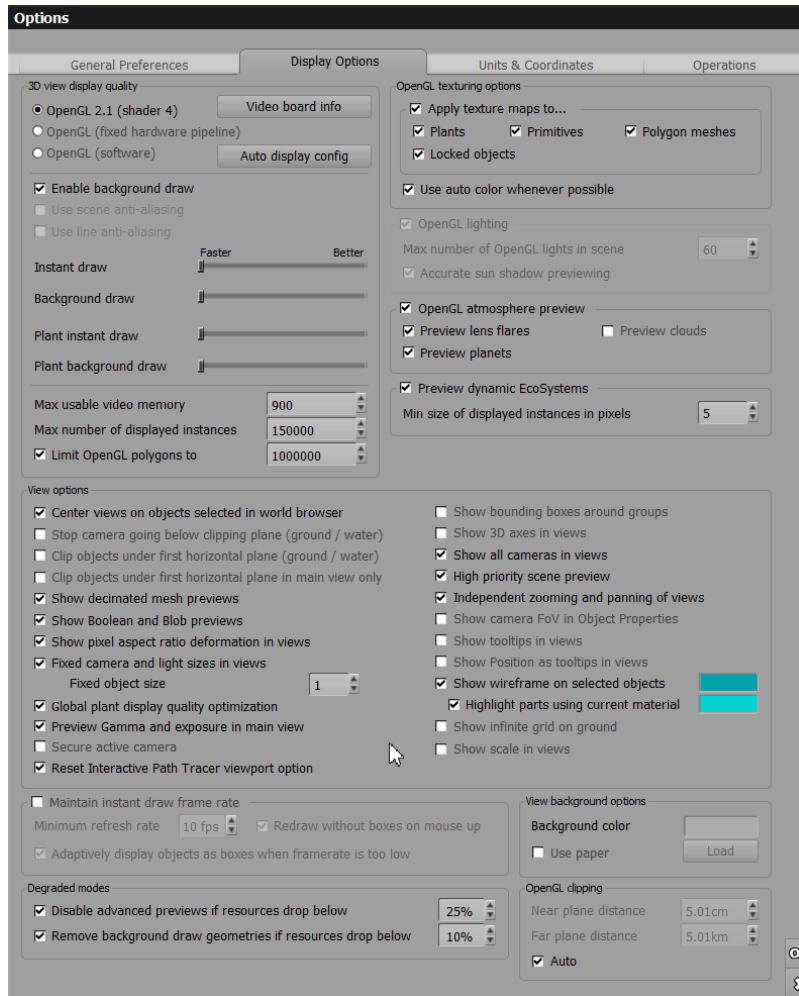 Options
General Preferences
Display Options
Units & Coordinates
Operations
3D view display quality
OpenGL 2.1 (shader 4)
Video board info
OpenGL (fixed hardware pipeline)
OpenGL (software)
Auto display config
Enable background draw
Use scene anti-aliasing
Use line anti-aliasing
Faster Better
Instant draw
Background draw
Plant instant draw
Plant background draw
Max usable video memory 900
Max number of displayed instances 150000
Limit OpenGL polygons to 1000000
OpenGL texturing options
Apply texture maps to...
Plants Primitives Polygon meshes
Locked objects
Use auto color whenever possible
OpenGL lighting
Max number of OpenGL lights in scene 60
Accurate sun shadow previewing
OpenGL atmosphere preview
Preview lens flares Preview clouds
Preview planets
Preview dynamic EcoSystems
Min size of displayed instances in pixels 5
View options
Center views on objects selected in world browser
Stop camera going below clipping plane (ground / water)
Clip objects under first horizontal plane (ground / water)
Clip objects under first horizontal plane in main view only
Show decimated mesh previews
Show Boolean and Blob previews
Show pixel aspect ratio deformation in views
Fixed camera and light sizes in views
Fixed object size 1
Global plant display quality optimization
Preview Gamma and exposure in main view
Secure active camera
Reset Interactive Path Tracer viewport option
Show bounding boxes around groups
Show 3D axes in views
Show all cameras in views
High priority scene preview
Independent zooming and panning of views
Show camera FoV in Object Properties
Show tooltips in views
Show Position as tooltips in views
Show wireframe on selected objects
Highlight parts using current material
Show infinite grid on ground
Show scale in views
Maintain instant draw frame rate
Minimum refresh rate 10 fps Redraw without boxes on mouse up
Adaptively display objects as boxes when framerate is too low
View background options
Background color
Use paper Load
Degraded modes
Disable advanced previews if resources drop below 25%
Remove background draw geometries if resources drop below 10%
OpenGL clipping
Near plane distance 5.01cm
Far plane distance 5.01km
Auto